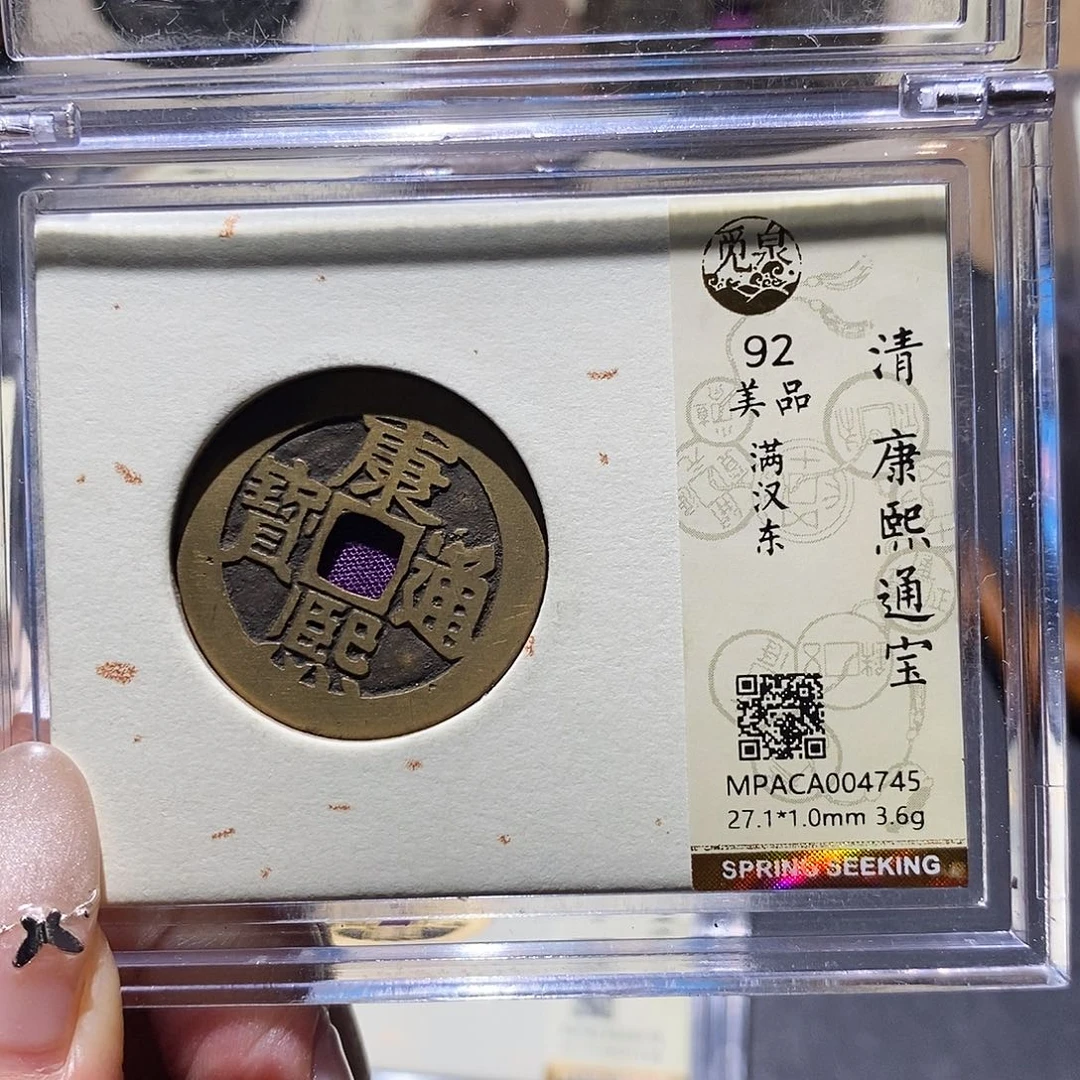 康熙通寶
觅泉
92
美品
满汉东
清 康熙通宝
MPACA004745
27.1*1.0mm 3.6g
SPRING SEEKING